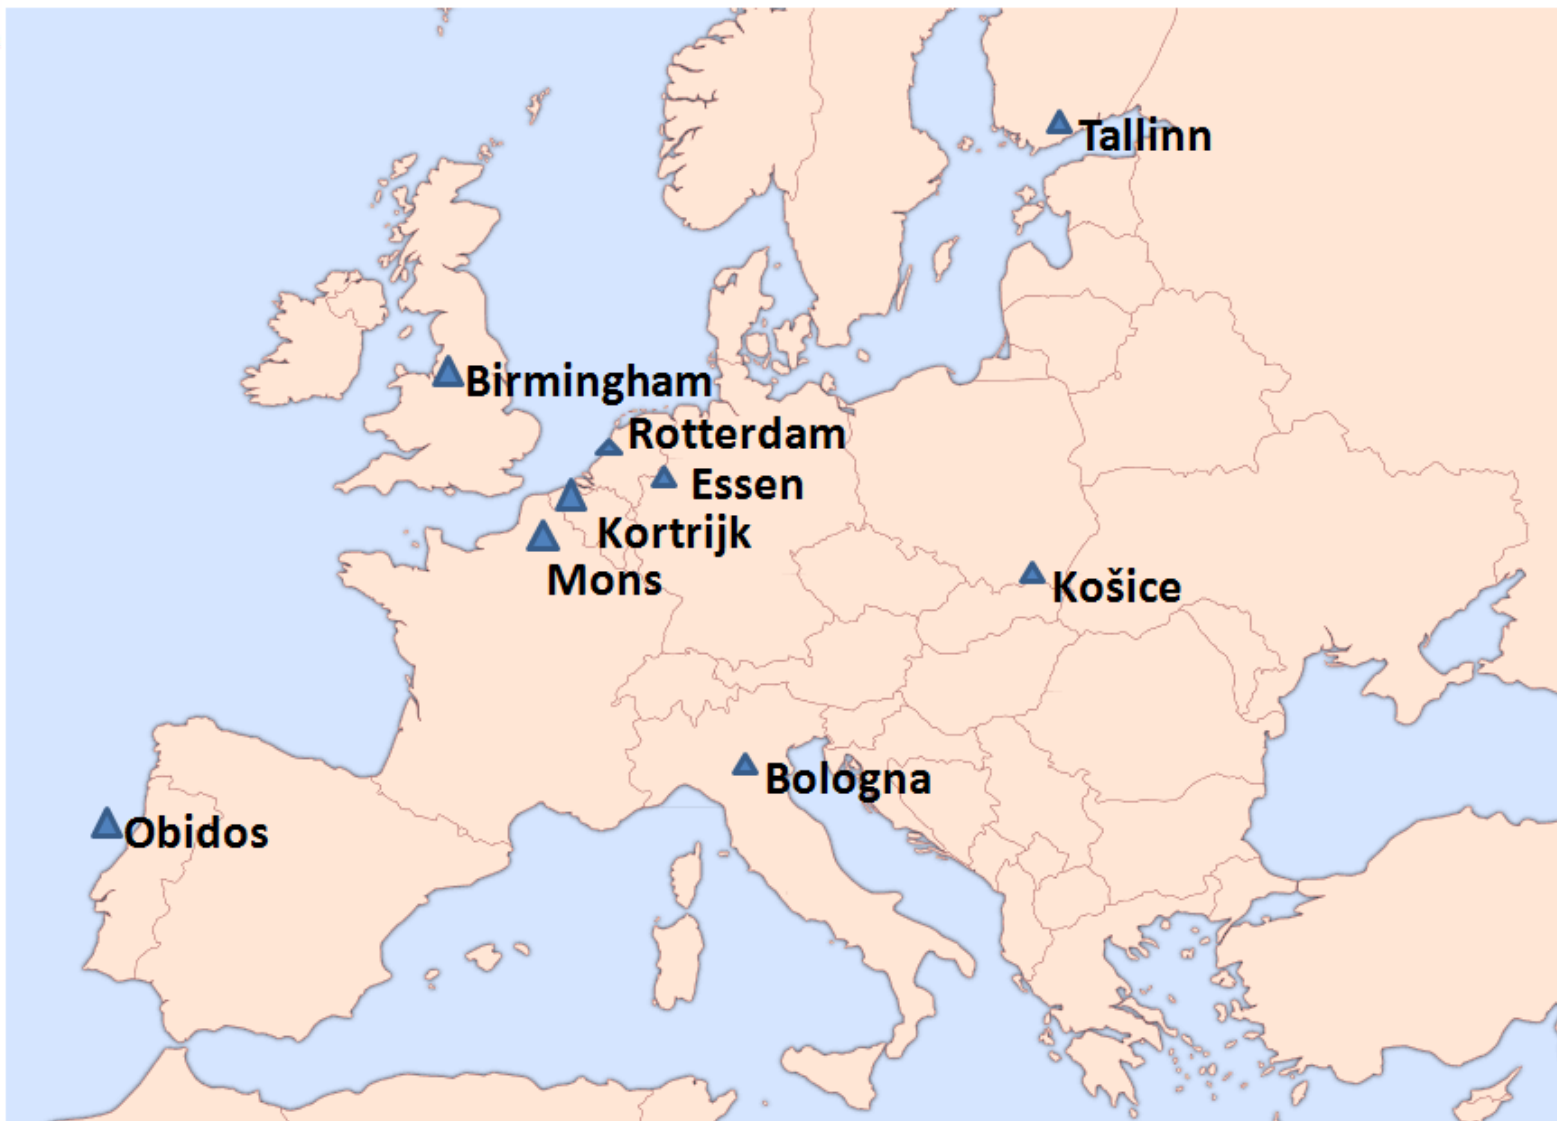 Tallinn
Birmingham
Rotterdam
Essen
Kortrijk
Mons
Košice
Bologna
Obidos